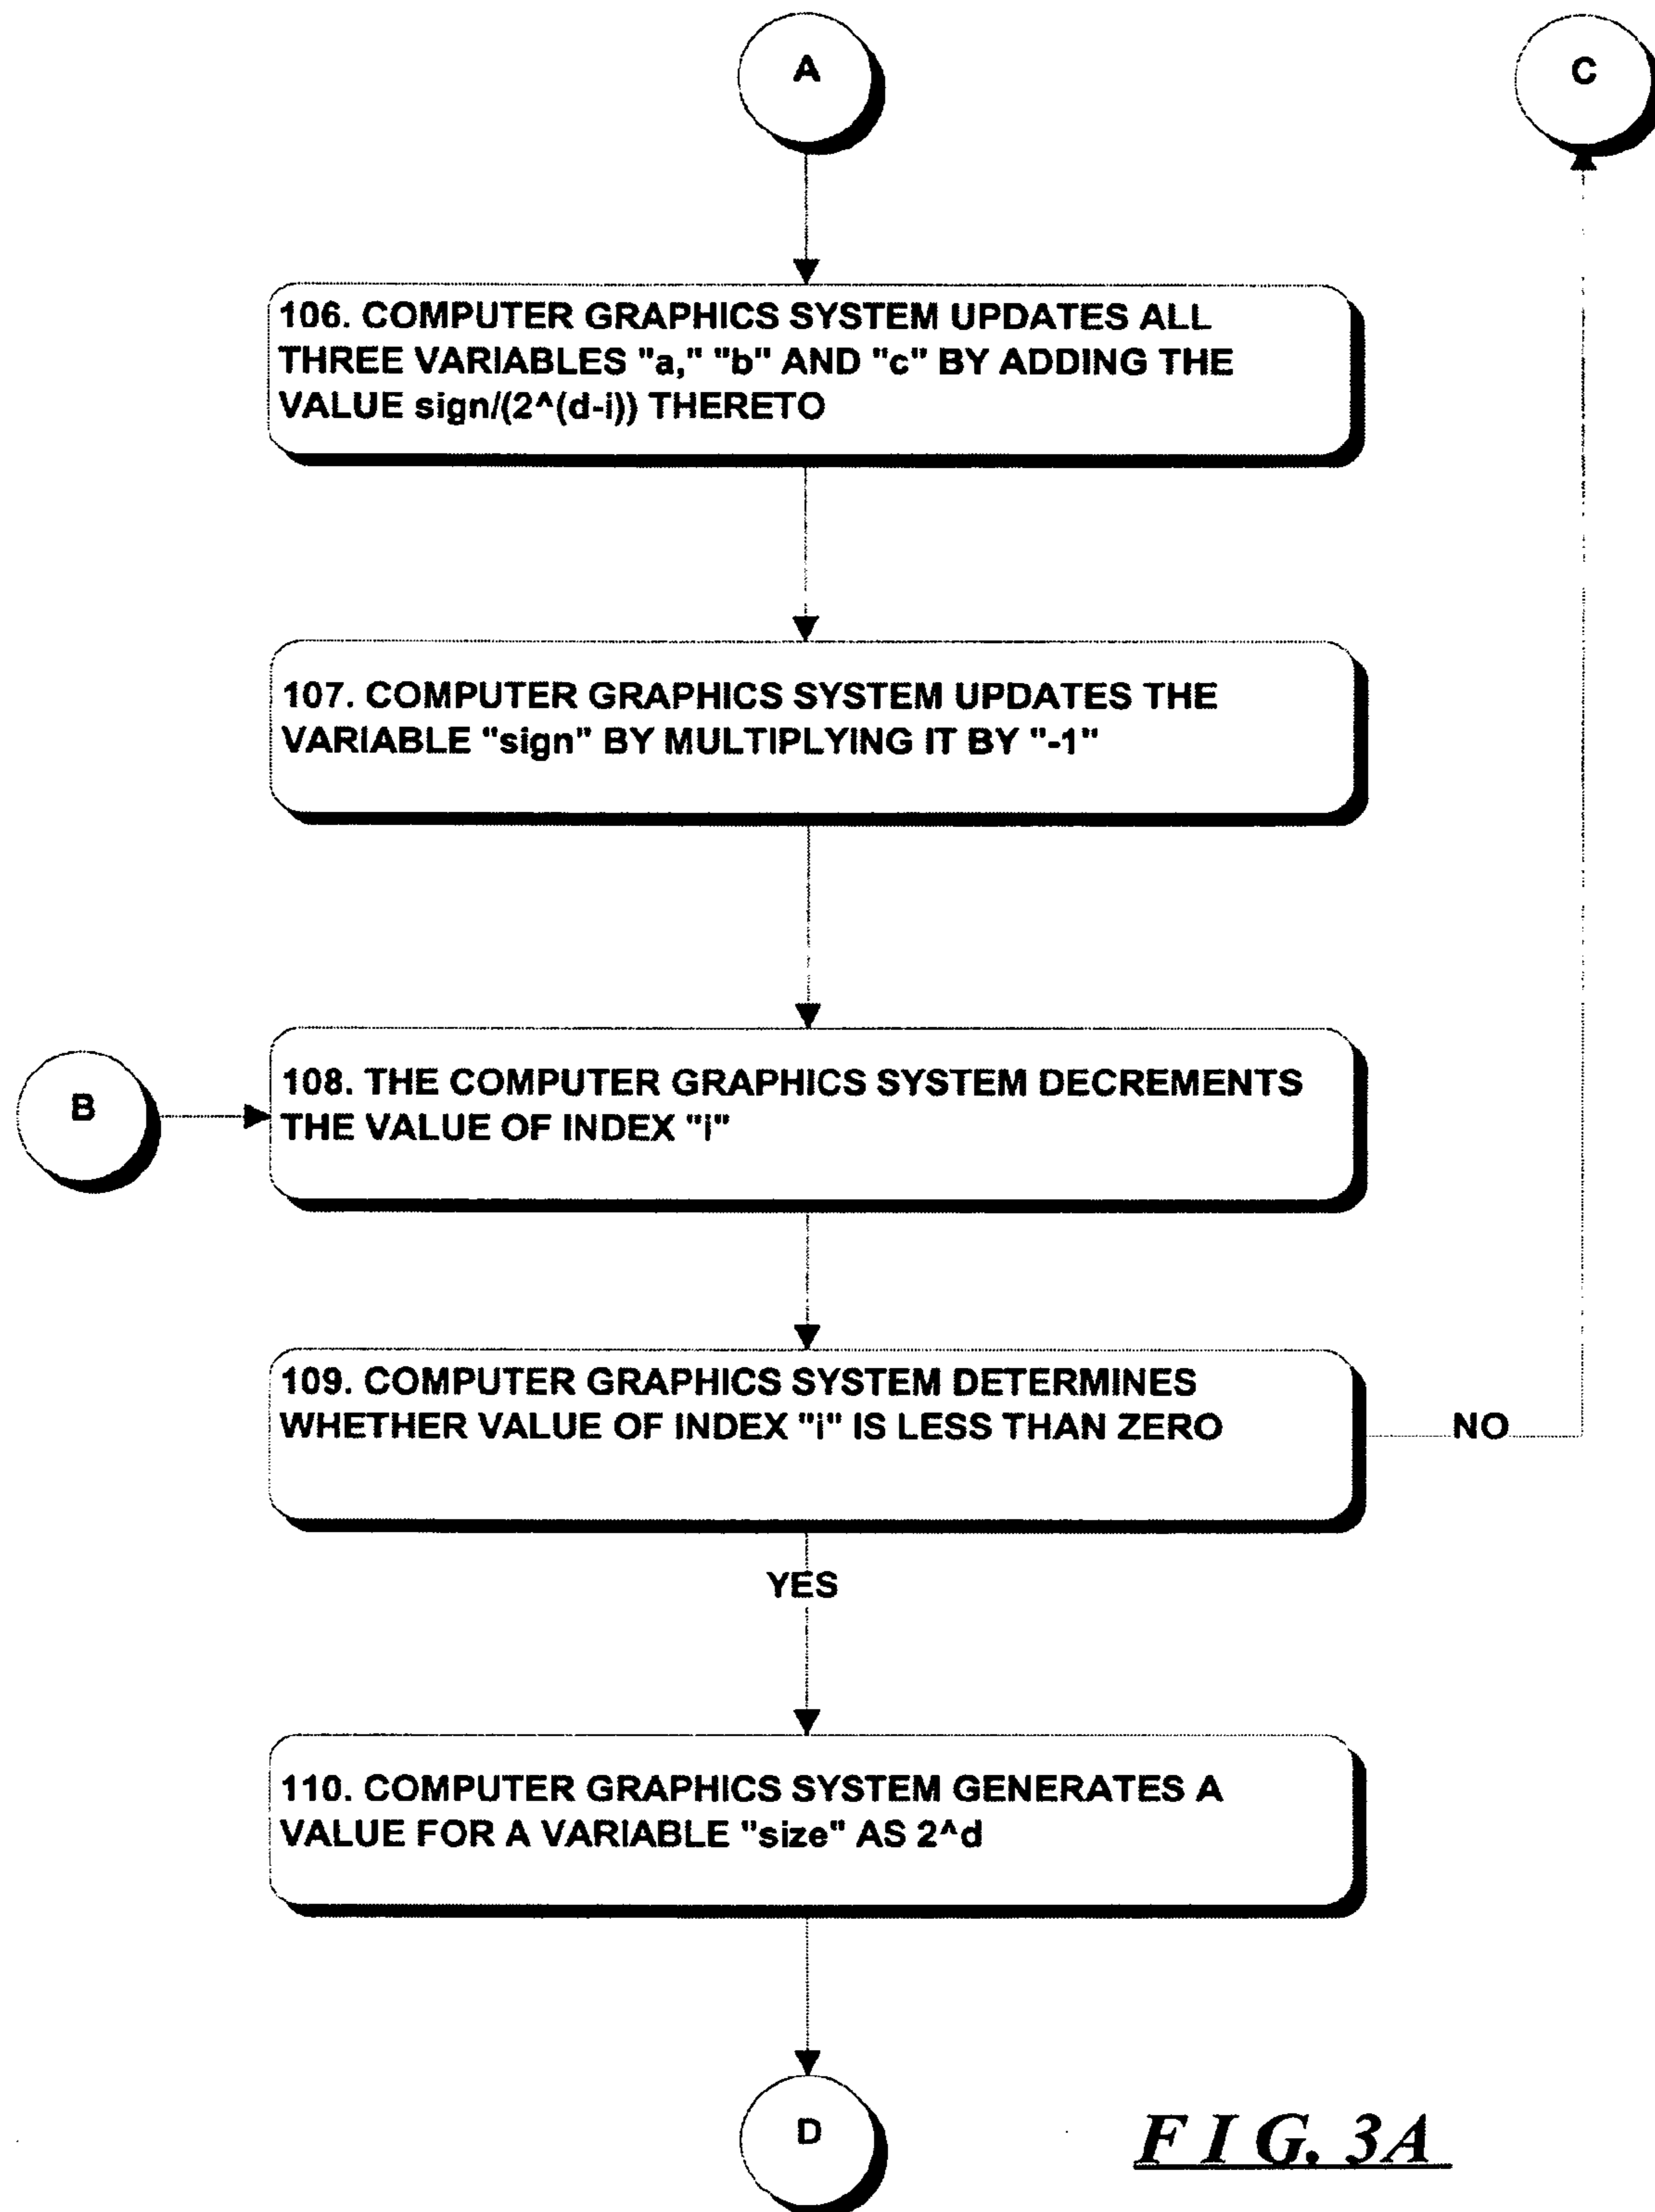 A
C
106. COMPUTER GRAPHICS SYSTEM UPDATES ALL
THREE VARIABLES "a," "b" AND "c" BY ADDING THE
VALUE sign/(2^(d-i)) THERETO
107. COMPUTER GRAPHICS SYSTEM UPDATES THE
VARIABLE "sign" BY MULTIPLYING IT BY "-1"
B
108. THE COMPUTER GRAPHICS SYSTEM DECREMENTS
THE VALUE OF INDEX "i"
109. COMPUTER GRAPHICS SYSTEM DETERMINES
WHETHER VALUE OF INDEX "i" IS LESS THAN ZERO
NO
YES
110. COMPUTER GRAPHICS SYSTEM GENERATES A
VALUE FOR A VARIABLE "size" AS 2^d
D
FIG. 3A